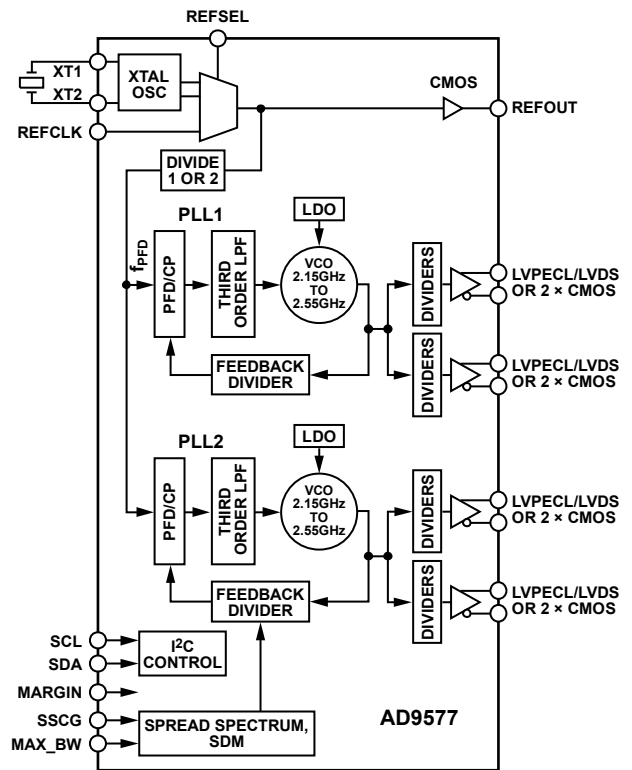 REFSEL
XT1
XT2
XTAL
OSC
REFCLK
CMOS
REFOUT
DIVIDE
1 OR 2
PLL1
LDO
fPFD
PFD/CP
THIRD
ORDER LPF
VCO
2.15GHz
TO
2.55GHz
DIVIDERS
LVPECL/LVDS
OR 2 × CMOS
FEEDBACK
DIVIDER
DIVIDERS
LVPECL/LVDS
OR 2 × CMOS
PLL2
LDO
PFD/CP
THIRD
ORDER LPF
VCO
2.15GHz
TO
2.55GHz
DIVIDERS
LVPECL/LVDS
OR 2 × CMOS
FEEDBACK
DIVIDER
DIVIDERS
LVPECL/LVDS
OR 2 × CMOS
SCL
SDA
I²C
CONTROL
MARGIN
SSCG
MAX_BW
SPREAD SPECTRUM,
SDM
AD9577